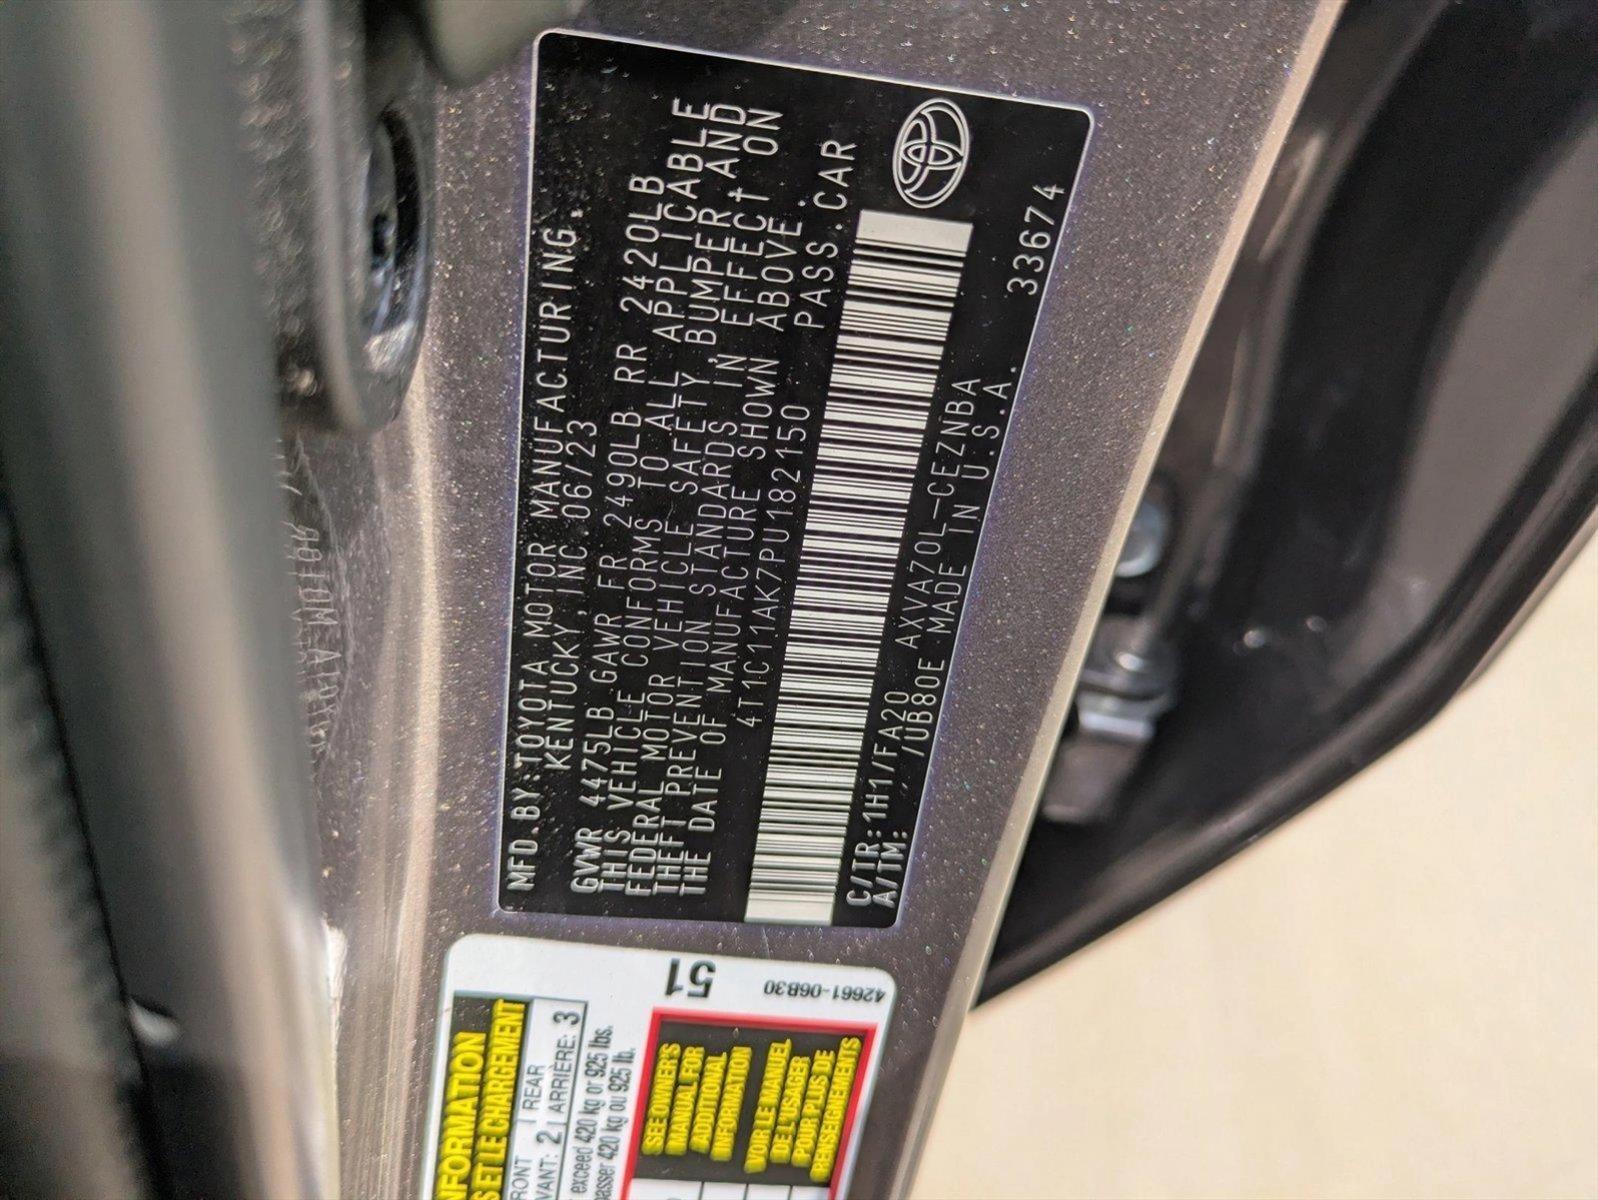 MFD.BY:TOYOTA MOTOR MANUFACTURING,
KENTUCKY,INC.06/23
GVWR 4475LB GAWR FR 2490LB RR 2420LB
THIS VEHICLE CONFORMS TO ALL APPLICABLE
FEDERAL MOTOR VEHICLE SAFETY,BUMPER AND
THEFT PREVENTION STANDARDS IN EFFECT ON
THE DATE OF MANUFACTURE SHOWN ABOVE.
4T1C11AK7PU182150 PASS.CAR
C/TR:1H1/FA20 AXVA70L-CEZNBA
A/TM: /UB80E MADE IN U.S.A.
33674
51
42661-06B30
FORMATION
S ET LE CHARGEMENT
FRONT REAR
VANT: 2 ARRIÈRE: 3
exceed 420 kg or 925 lbs.
passer 420 kg ou 925 lb.
SEE OWNER'S
MANUAL FOR
ADDITIONAL
INFORMATION
VOIR LE MANUEL
DE L'USAGER
POUR PLUS DE
RENSEIGNEMENTS